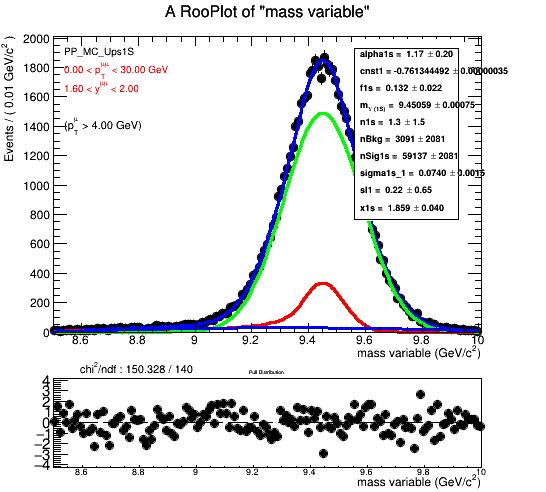 A RooPlot of "mass variable"
Events / ( 0.01 GeV/c² )
2000
1800
1600
1400
1200
1000
800
600
400
200
0
PP_MC_Ups1S
0.00 < p_T^μμ < 30.00 GeV
1.60 < y^μμ < 2.00
(p_T^μ > 4.00 GeV)
alpha1s = 1.17 ± 0.20
cnst1 = -0.761344492 ± 0.00000035
f1s = 0.132 ± 0.022
m_ϒ(1S) = 9.45059 ± 0.00075
n1s = 1.3 ± 1.5
nBkg = 3091 ± 2081
nSig1s = 59137 ± 2081
sigma1s_1 = 0.0740 ± 0.0015
sl1 = 0.22 ± 0.65
x1s = 1.859 ± 0.040
8.6 8.8 9 9.2 9.4 9.6 9.8 10
mass variable (GeV/c²)
chi²/ndf : 150.328 / 140
Pull Distribution
4
3
2
1
0
−1
−2
−3
−4
8.6 8.8 9 9.2 9.4 9.6 9.8 10
mass variable (GeV/c²)